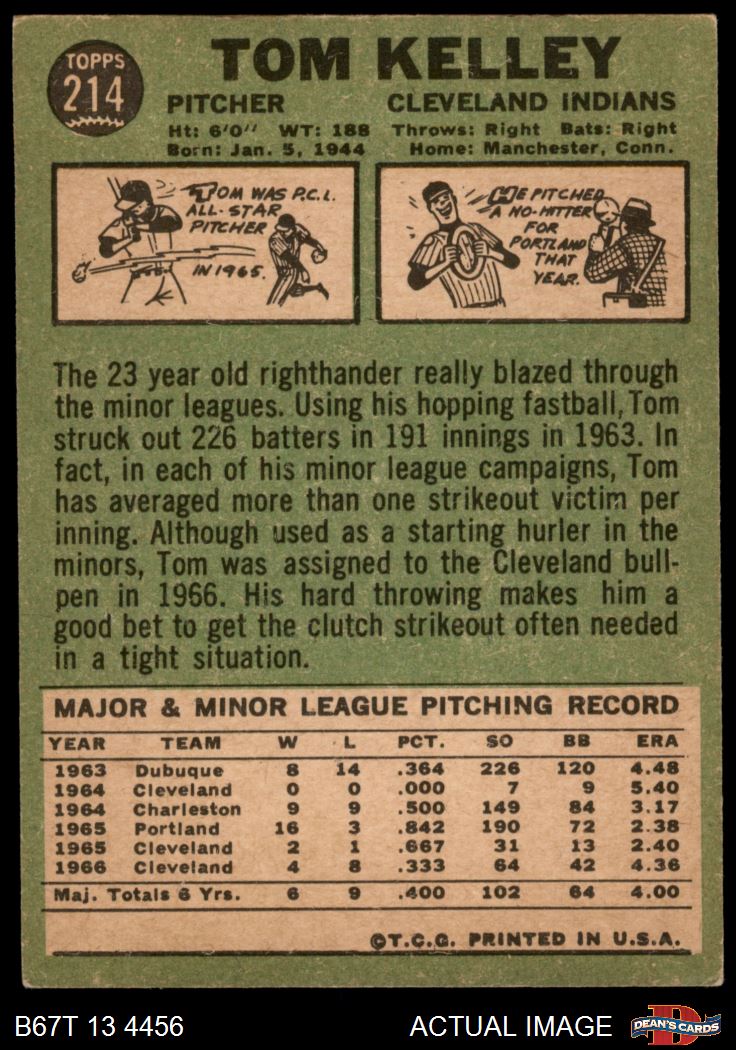 TOPPS
214
TOM KELLEY
PITCHER CLEVELAND INDIANS
Ht: 6'0" WT: 188 Throws: Right Bats: Right
Born: Jan. 5, 1944 Home: Manchester, Conn.
TOM WAS P.C.L.
ALL-STAR
PITCHER
IN 1965.
HE PITCHED
A NO-HITTER
FOR
PORTLAND
THAT
YEAR.
The 23 year old righthander really blazed through
the minor leagues. Using his hopping fastball, Tom
struck out 226 batters in 191 innings in 1963. In
fact, in each of his minor league campaigns, Tom
has averaged more than one strikeout victim per
inning. Although used as a starting hurler in the
minors, Tom was assigned to the Cleveland bull-
pen in 1966. His hard throwing makes him a
good bet to get the clutch strikeout often needed
in a tight situation.
MAJOR & MINOR LEAGUE PITCHING RECORD
YEAR TEAM W L PCT. SO BB ERA
1963 Dubuque 8 14 .364 226 120 4.48
1964 Cleveland 0 0 .000 7 9 5.40
1964 Charleston 9 9 .500 149 84 3.17
1965 Portland 16 3 .842 190 72 2.38
1965 Cleveland 2 1 .667 31 13 2.40
1966 Cleveland 4 8 .333 64 42 4.36
Maj. Totals 6 Yrs. 6 9 .400 102 64 4.00
©T.C.G. PRINTED IN U.S.A.
B67T 13 4456 ACTUAL IMAGE DEAN'S CARDS